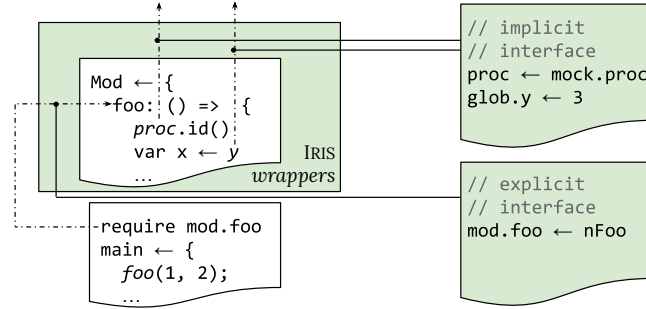 Mod ← {
foo: () => {
proc.id()
var x ← y
...
IRIS
wrappers
require mod.foo
main ← {
foo(1, 2);
...
// implicit
// interface
proc ← mock.proc
glob.y ← 3
// explicit
// interface
mod.foo ← nFoo